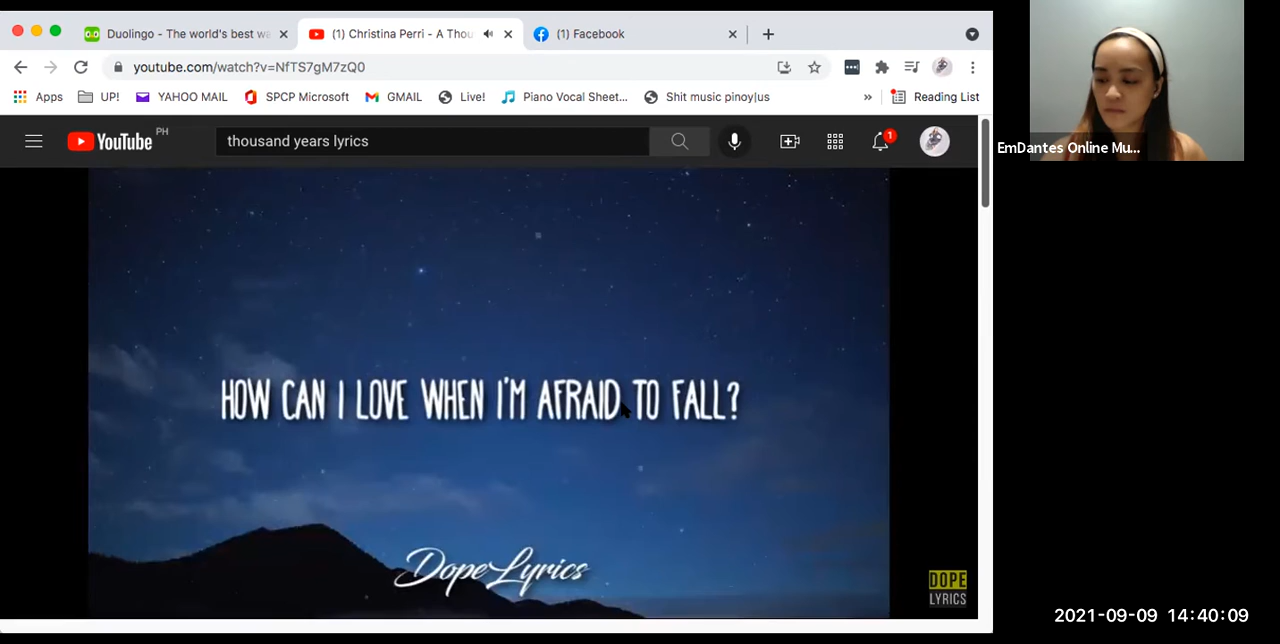 Duolingo - The world's best wa
(1) Christina Perri - A Thou
(1) Facebook
youtube.com/watch?v=NfTS7gM7zQ0
Apps
UP!
YAHOO MAIL
SPCP Microsoft
GMAIL
Live!
Piano Vocal Sheet...
Shit music pinoy|us
»
Reading List
YouTube PH
thousand years lyrics
1
EmDantes Online Mu...
HOW CAN I LOVE WHEN I'M AFRAID TO FALL?
DopeLyrics
DOPE
LYRICS
2021-09-09 14:40:09